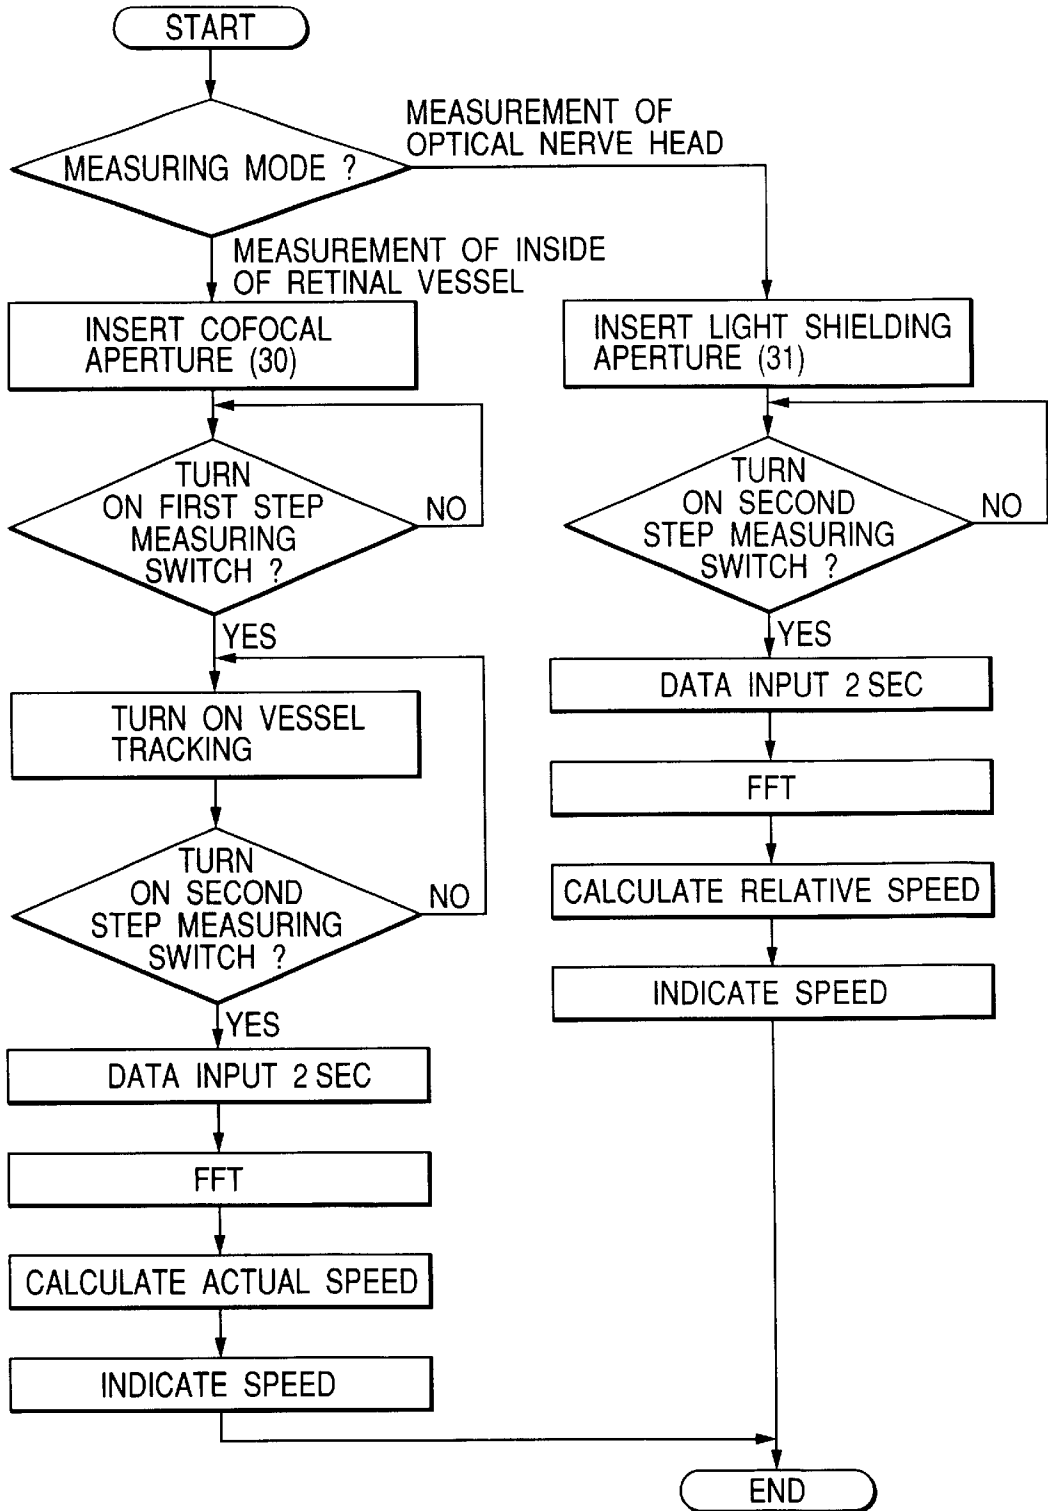 START
MEASURING MODE ?
MEASUREMENT OF
OPTICAL NERVE HEAD
MEASUREMENT OF INSIDE
OF RETINAL VESSEL
INSERT COFOCAL
APERTURE (30)
TURN
ON FIRST STEP
MEASURING
SWITCH ?
NO
YES
TURN ON VESSEL
TRACKING
TURN
ON SECOND
STEP MEASURING
SWITCH ?
NO
YES
DATA INPUT 2 SEC
FFT
CALCULATE ACTUAL SPEED
INDICATE SPEED
INSERT LIGHT SHIELDING
APERTURE (31)
TURN
ON SECOND
STEP MEASURING
SWITCH ?
NO
YES
DATA INPUT 2 SEC
FFT
CALCULATE RELATIVE SPEED
INDICATE SPEED
END